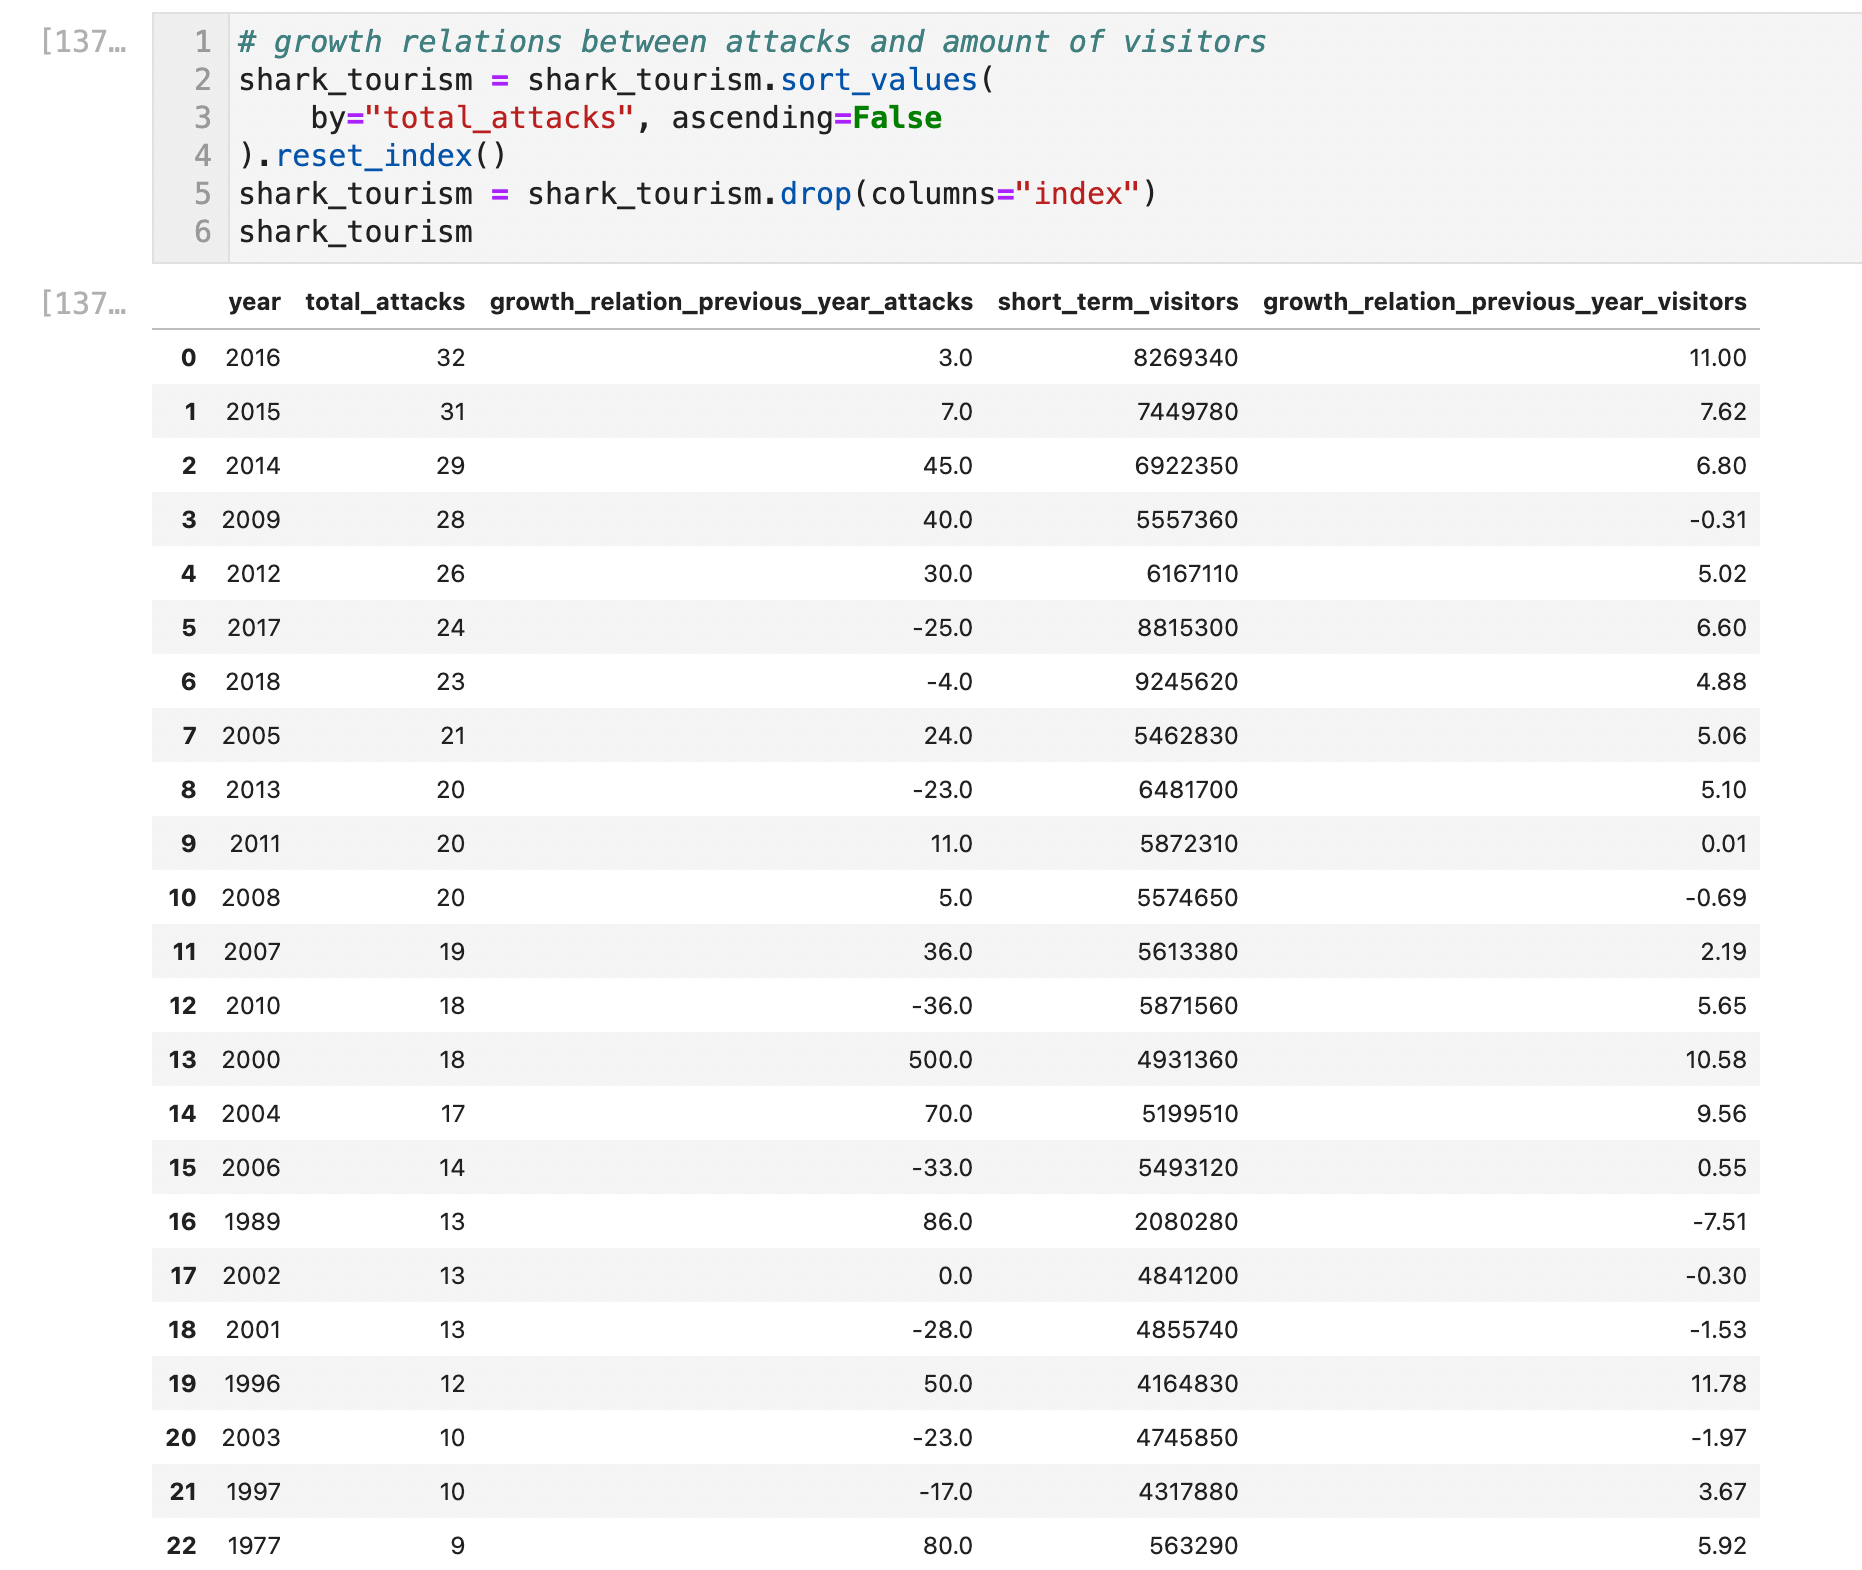 [137…
1 # growth relations between attacks and amount of visitors
2 shark_tourism = shark_tourism.sort_values(
3     by="total_attacks", ascending=False
4 ).reset_index()
5 shark_tourism = shark_tourism.drop(columns="index")
6 shark_tourism
[137…
year total_attacks growth_relation_previous_year_attacks short_term_visitors growth_relation_previous_year_visitors
0 2016 32 3.0 8269340 11.00
1 2015 31 7.0 7449780 7.62
2 2014 29 45.0 6922350 6.80
3 2009 28 40.0 5557360 -0.31
4 2012 26 30.0 6167110 5.02
5 2017 24 -25.0 8815300 6.60
6 2018 23 -4.0 9245620 4.88
7 2005 21 24.0 5462830 5.06
8 2013 20 -23.0 6481700 5.10
9 2011 20 11.0 5872310 0.01
10 2008 20 5.0 5574650 -0.69
11 2007 19 36.0 5613380 2.19
12 2010 18 -36.0 5871560 5.65
13 2000 18 500.0 4931360 10.58
14 2004 17 70.0 5199510 9.56
15 2006 14 -33.0 5493120 0.55
16 1989 13 86.0 2080280 -7.51
17 2002 13 0.0 4841200 -0.30
18 2001 13 -28.0 4855740 -1.53
19 1996 12 50.0 4164830 11.78
20 2003 10 -23.0 4745850 -1.97
21 1997 10 -17.0 4317880 3.67
22 1977 9 80.0 563290 5.92